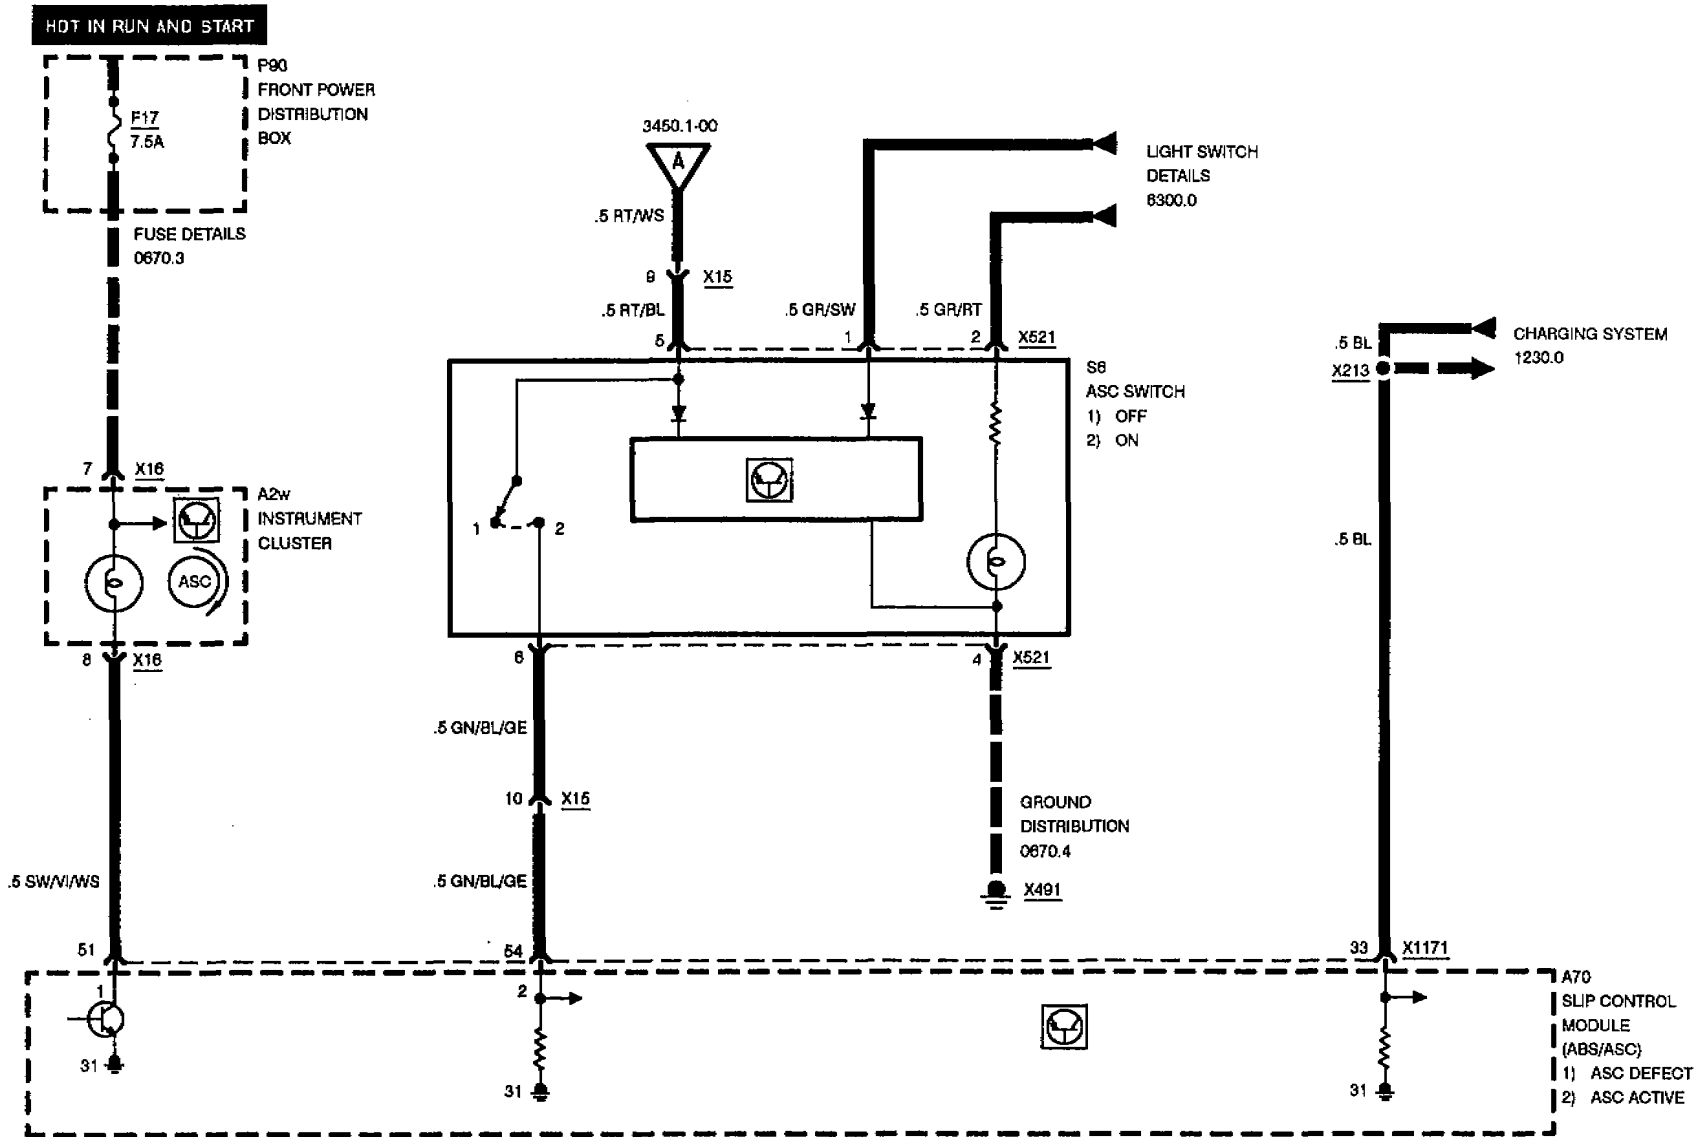 HOT IN RUN AND START
P90
FRONT POWER
DISTRIBUTION
BOX
F17
7.5A
FUSE DETAILS
0670.3
3450.1-00
A
.5 RT/WS
9
X15
.5 RT/BL
.5 GR/SW
.5 GR/RT
5
1
2
X521
LIGHT SWITCH
DETAILS
6300.0
.5 BL
X213
CHARGING SYSTEM
1230.0
S6
ASC SWITCH
1) OFF
2) ON
7
X16
A2w
INSTRUMENT
CLUSTER
ASC
1
2
.5 BL
8
X16
6
4
X521
.5 GN/BL/GE
10
X15
GROUND
DISTRIBUTION
0670.4
X491
.5 SW/VI/WS
.5 GN/BL/GE
51
54
33
X1171
1
2
31
31
31
A70
SLIP CONTROL
MODULE
(ABS/ASC)
1) ASC DEFECT
2) ASC ACTIVE